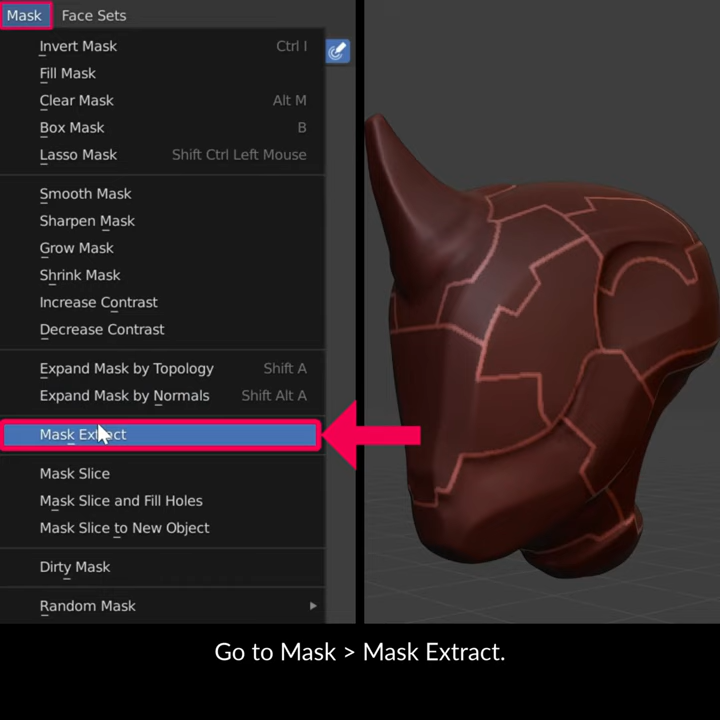 Mask Face Sets
Invert Mask Ctrl I
Fill Mask
Clear Mask Alt M
Box Mask B
Lasso Mask Shift Ctrl Left Mouse
Smooth Mask
Sharpen Mask
Grow Mask
Shrink Mask
Increase Contrast
Decrease Contrast
Expand Mask by Topology Shift A
Expand Mask by Normals Shift Alt A
Mask Extract
Mask Slice
Mask Slice and Fill Holes
Mask Slice to New Object
Dirty Mask
Random Mask
Go to Mask > Mask Extract.